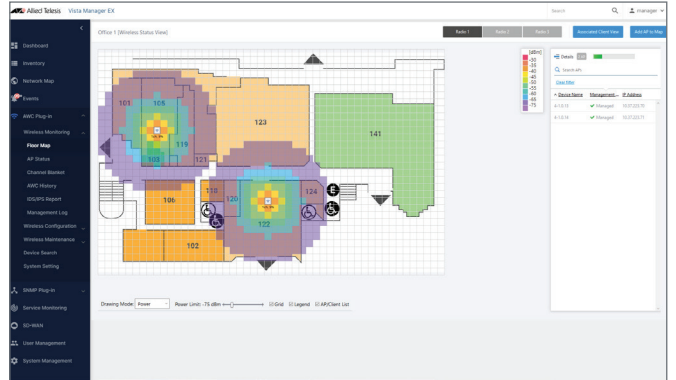 Allied Telesis Vista Manager EX
Search
manager
Office 1 [Wireless Status View]
Radio 1
Radio 2
Radio 3
Associated Client View
Add AP to Map
Dashboard
Inventory
Network Map
Events
AWC Plug-in
Wireless Monitoring
Floor Map
AP Status
Channel Blanket
AWC History
IDS/IPS Report
Management Log
Wireless Configuration
Wireless Maintenance
Device Search
System Setting
SNMP Plug-in
Service Monitoring
SD-WAN
User Management
System Management
103
108
119
103
121
123
141
106
110
120
122
124
102
[dBm]
-30
-35
-40
-45
-50
-55
-60
-68
-75
Details
Search APs
Clear Filter
Device Name Management ... IP Address
Managed
Managed
Drawing Mode: Power
Power Limit: -75 dBm
Grid
Legend
AP/Client List